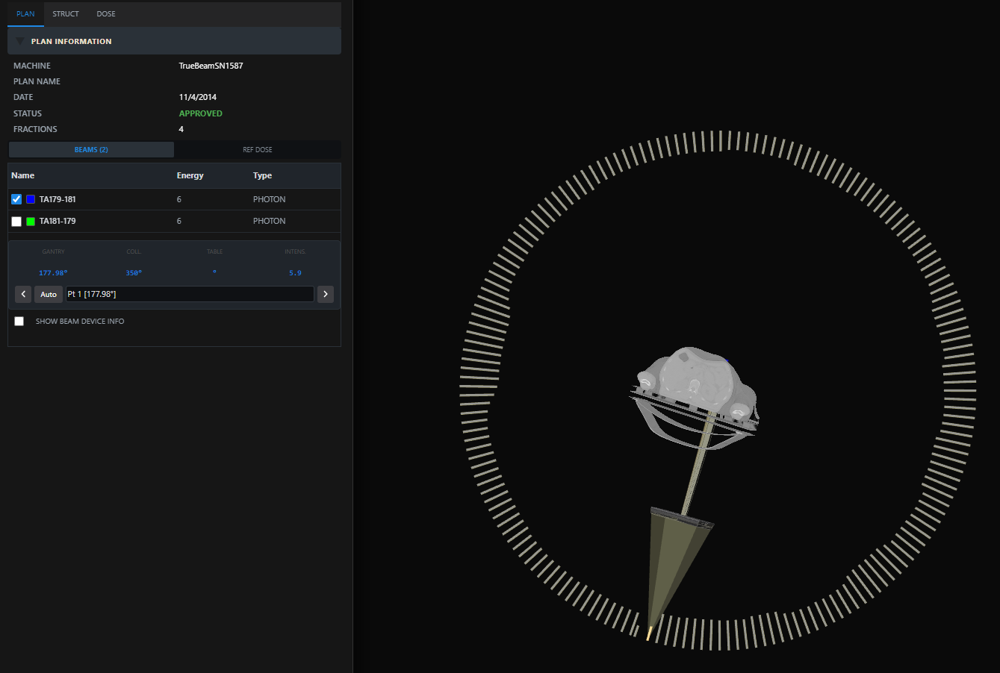 PLAN STRUCT DOSE
PLAN INFORMATION
MACHINE TrueBeamSN1587
PLAN NAME
DATE 11/4/2014
STATUS APPROVED
FRACTIONS 4
BEAMS (2) REF DOSE
Name Energy Type
TA179-181 6 PHOTON
TA181-179 6 PHOTON
GANTRY COLL. TABLE INTENS.
177.98° 350° ° 5.9
Auto Pt 1 [177.98°]
SHOW BEAM DEVICE INFO